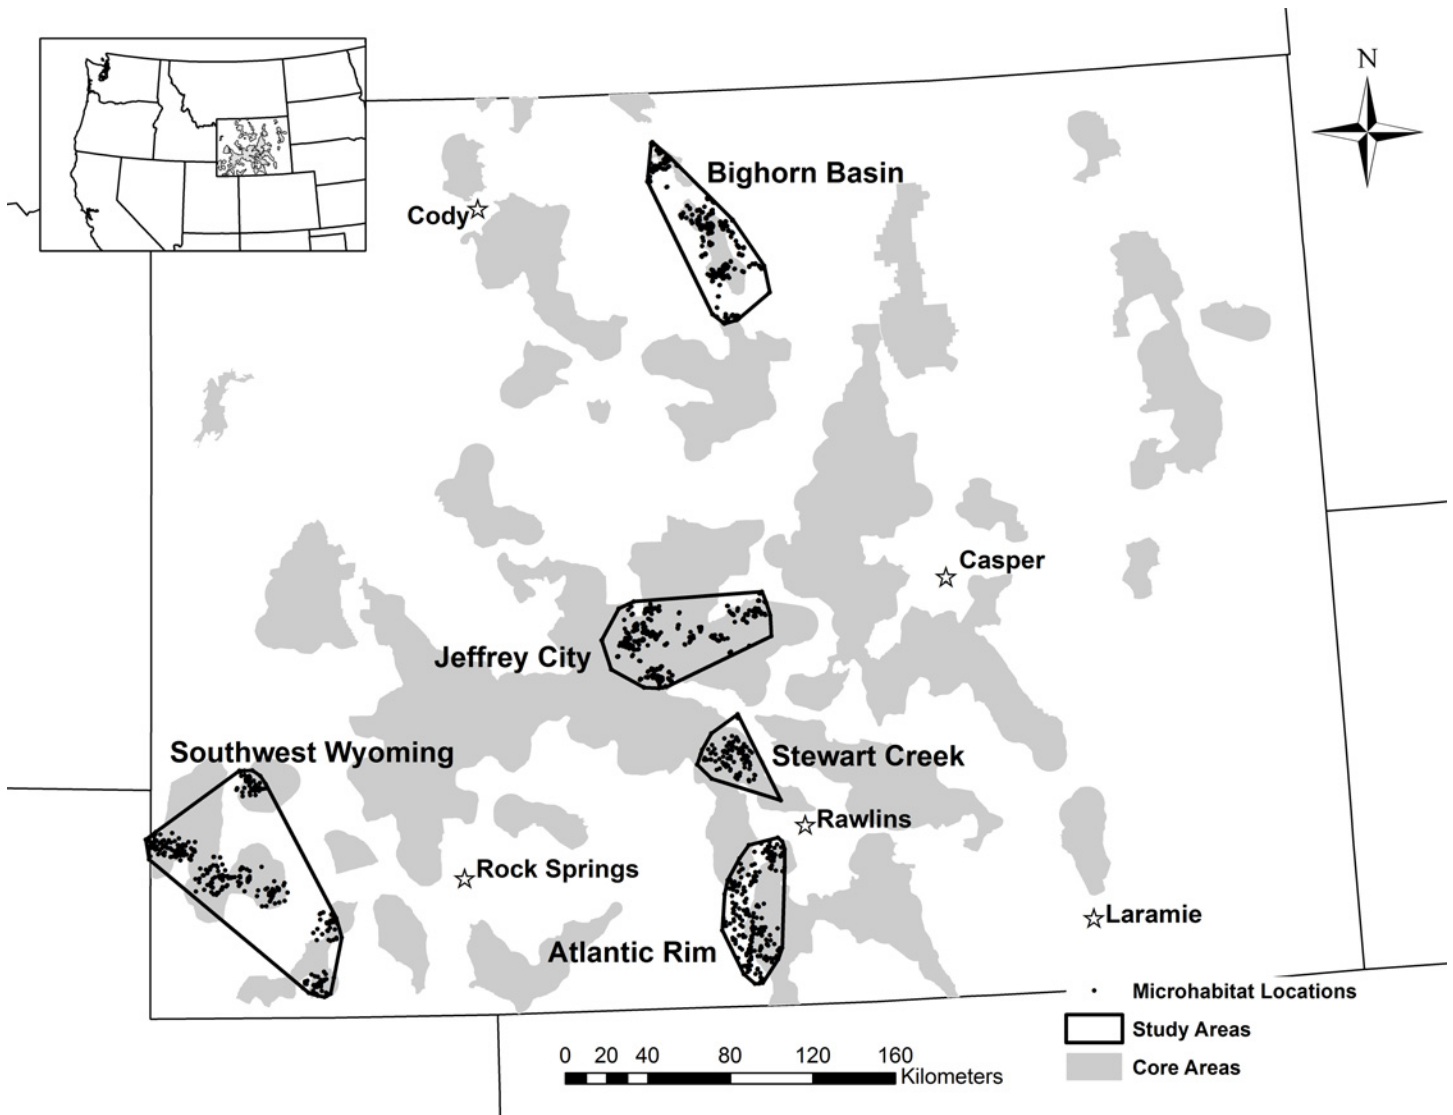 N
Bighorn Basin
Cody
Casper
Jeffrey City
Southwest Wyoming
Stewart Creek
Rawlins
Rock Springs
Laramie
Atlantic Rim
Microhabitat Locations
Study Areas
Core Areas
0 20 40 80 120 160
Kilometers